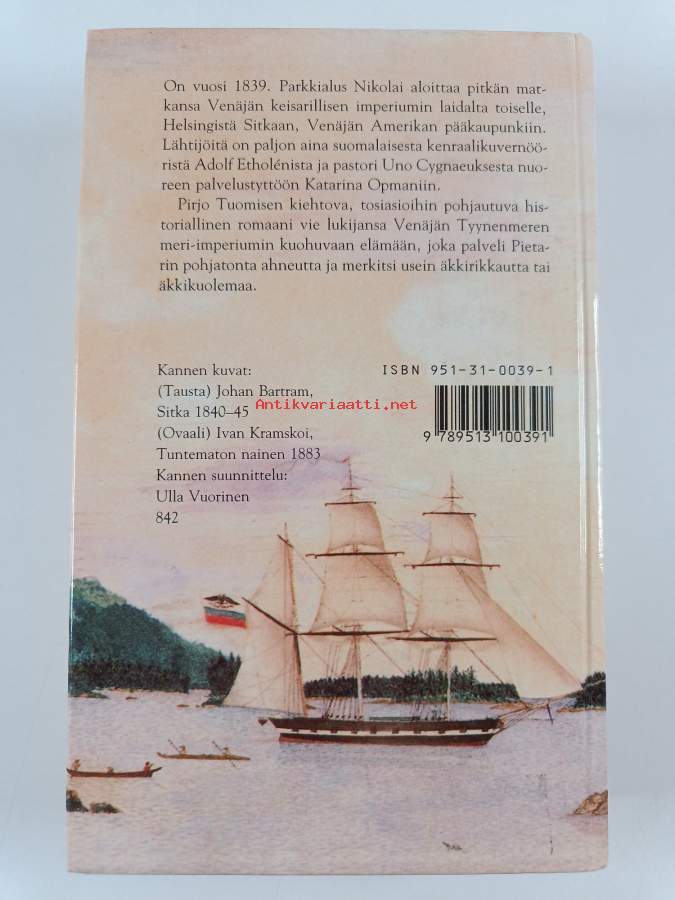 On vuosi 1839. Parkkialus Nikolai aloittaa pitkän mat-
kansa Venäjän keisarillisen imperiumin laidalta toiselle,
Helsingistä Sitkaan, Venäjän Amerikan pääkaupunkiin.
Lähtijöitä on paljon aina suomalaisesta kenraalikuvernöö-
ristä Adolf Etholénista ja pastori Uno Cygnaeuksesta nuo-
reen palvelustyttöön Katarina Opmaniin.
Pirjo Tuomisen kiehtova, tosiasioihin pohjautuva his-
toriallinen romaani vie lukijansa Venäjän Tyynenmeren
meri-imperiumin kuohuvaan elämään, joka palveli Pieta-
rin pohjatonta ahneutta ja merkitsi usein äkkirikkautta tai
äkkikuolemaa.
Kannen kuvat:
(Tausta) Johan Bartram,
Sitka 1840–45
(Ovaali) Ivan Kramskoi,
Tuntematon nainen 1883
Kannen suunnittelu:
Ulla Vuorinen
842
ISBN 951-31-0039-1
9 789513 100391
Antikvariaatti.net